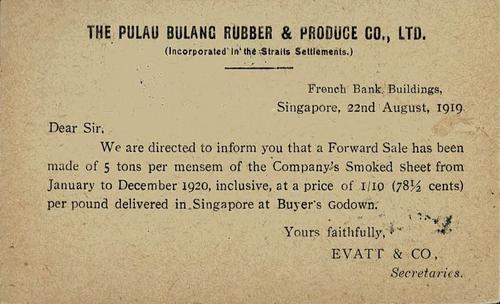 THE PULAU BULANG RUBBER & PRODUCE CO., LTD.
(Incorporated in the Straits Settlements.)
French Bank Buildings,
Singapore, 22nd August, 1919
Dear Sir,
We are directed to inform you that a Forward Sale has been
made of 5 tons per mensem of the Company's Smoked Sheet from
January to December 1920, inclusive, at a price of 1/10 (78½ cents)
per pound delivered in Singapore at Buyer's Godown.
Yours faithfully,
EVATT & CO,
Secretaries.